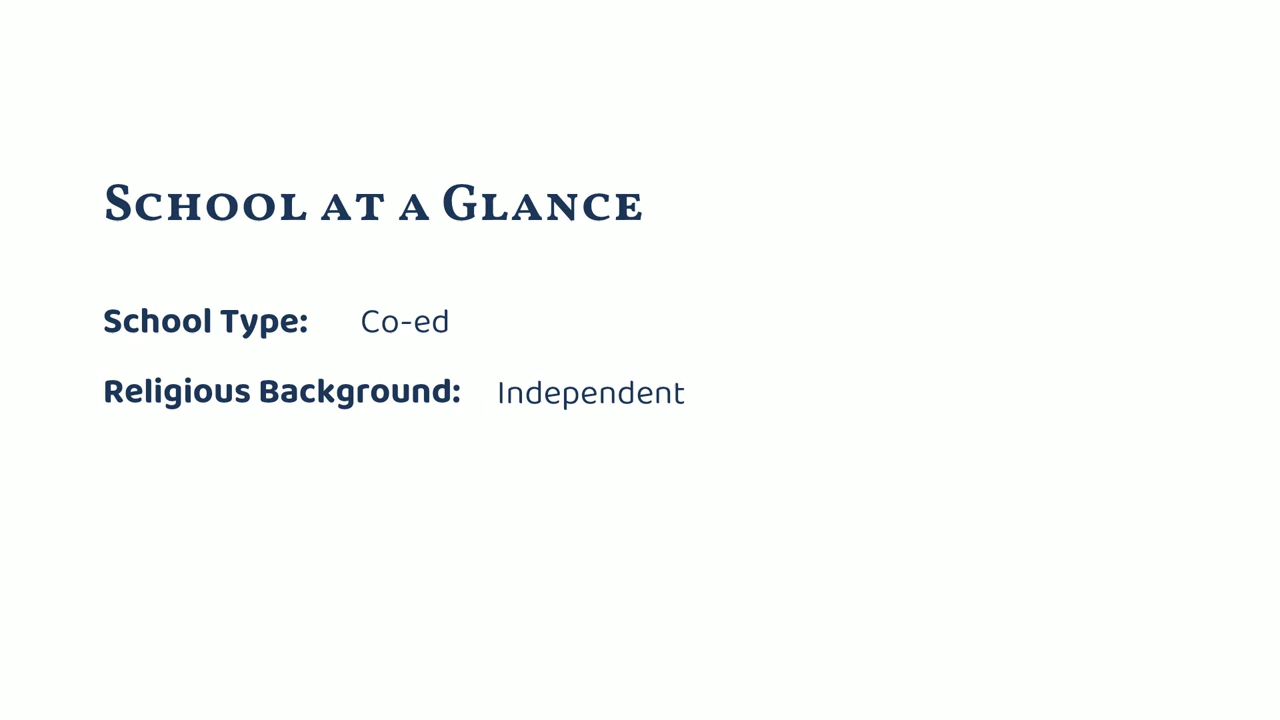 School at a Glance
School Type: Co-ed
Religious Background: Independent